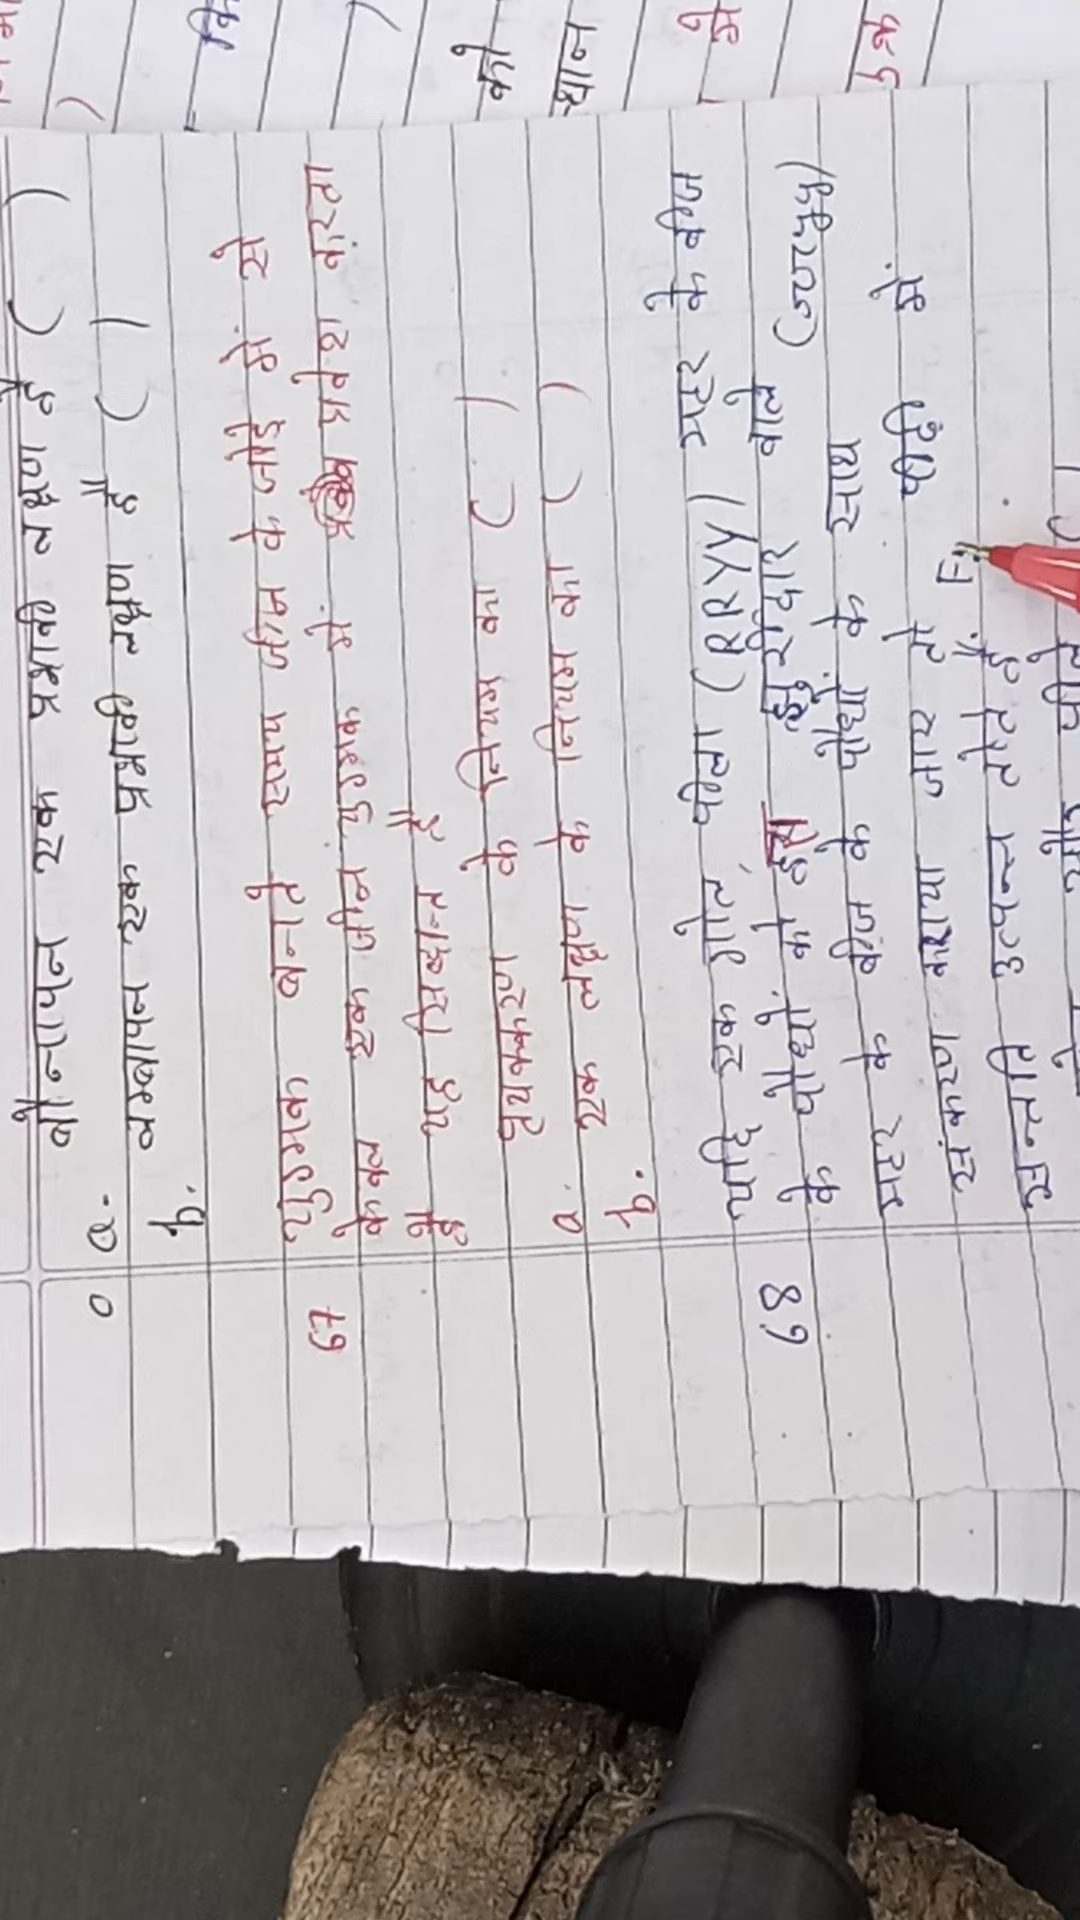 बौनापन एक प्रभावी लक्षण है ( )
a. लम्बापन एक प्रभावी लक्षण है ( )
b.
67 युग्मक बनते समय जीन के जोड़े में से
केवल एक जीन युग्मक में प्रवेश करता
है यह सिद्धान्त है
पृथक्करण के नियम का ( )
a. एक लक्षण के नियम का ( )
b.
68 यदि एक गोल, पीला (RRYY) मटर के बीज
के पौधों को झुर्रीदार वाले (rryy)
मटर के बीज के पौधों के साथ
संकरण कराया जाय तो F₁ पीढ़ी में
सन्तति उत्पन्न होते हैं.
को
ध्यान
में
एक